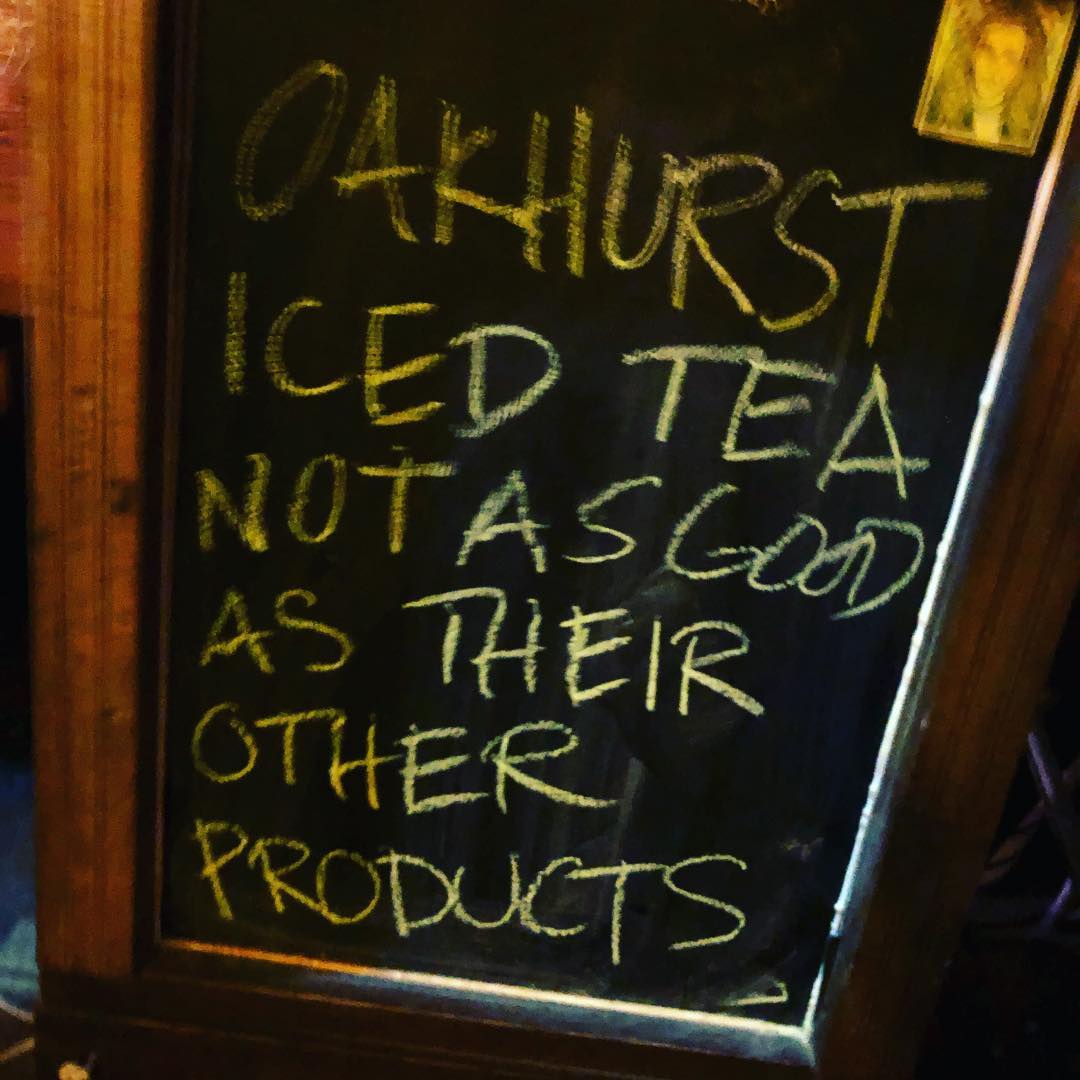 OAKHURST
ICED TEA
NOT AS GOOD
AS THEIR
OTHER
PRODUCTS